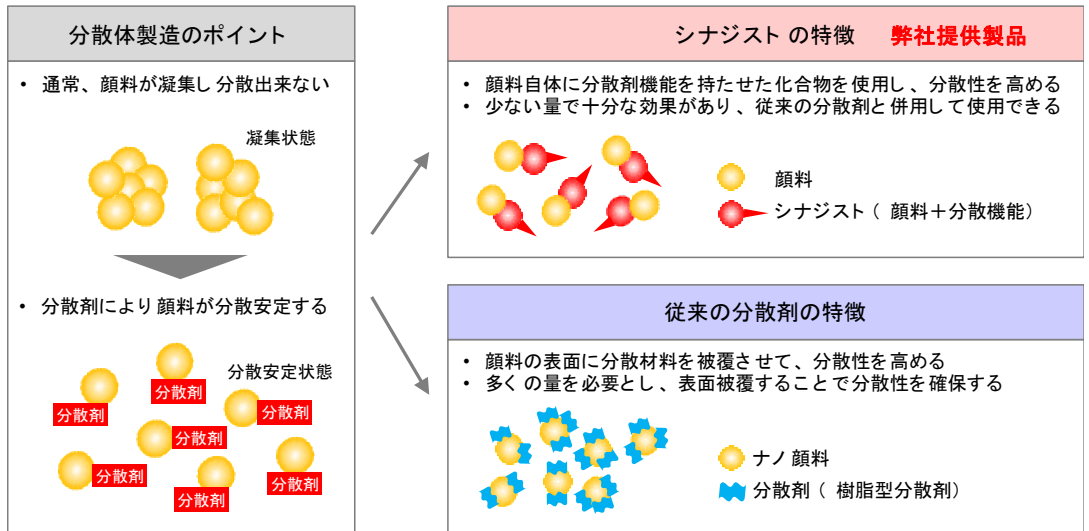 分散体製造のポイント
• 通常、顔料が凝集し分散出来ない
凝集状態
• 分散剤により顔料が分散安定する
分散安定状態
分散剤
分散剤
分散剤
分散剤
分散剤
分散剤
分散剤
シナジスト の特徴 弊社提供製品
• 顔料自体に分散剤機能を持たせた化合物を使用し、分散性を高める
• 少ない量で十分な効果があり、従来の分散剤と併用して使用できる
顔料
シナジスト（ 顔料＋分散機能）
従来の分散剤の特徴
• 顔料の表面に分散材料を被覆させて、分散性を高める
• 多くの量を必要とし、表面被覆することで分散性を確保する
ナノ顔料
分散剤（ 樹脂型分散剤）